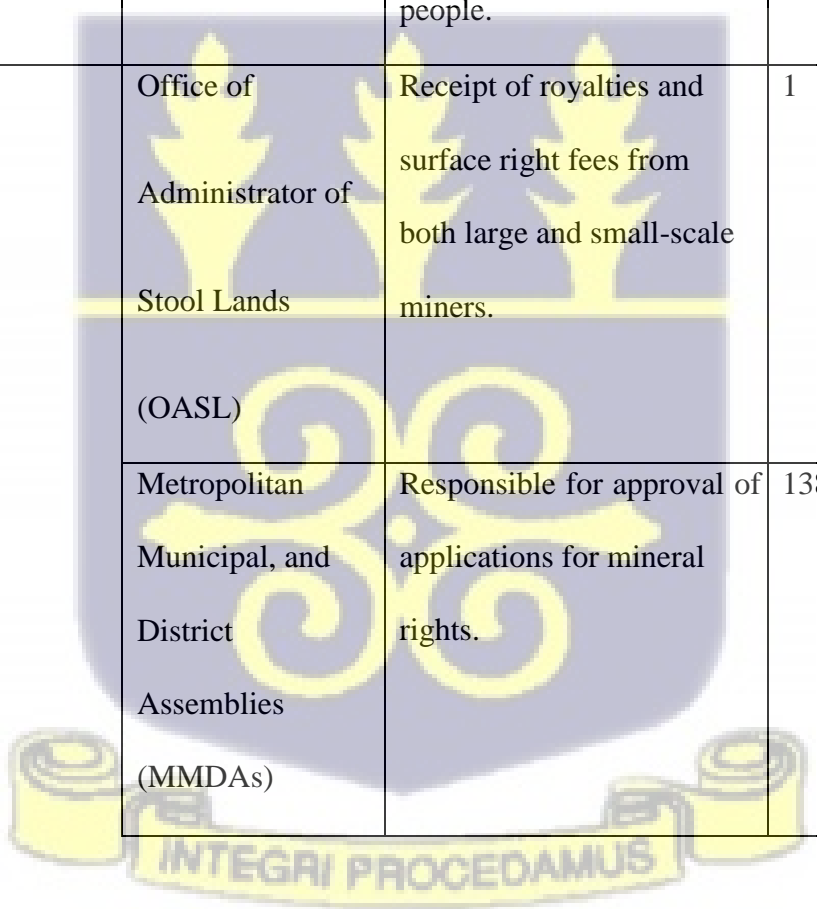 people.
Office of
Administrator of
Stool Lands
(OASL)
Receipt of royalties and
surface right fees from
both large and small-scale
miners.
1
Metropolitan
Municipal, and
District
Assemblies
(MMDAs)
Responsible for approval of
applications for mineral
rights.
138
INTEGRI PROCEDAMUS